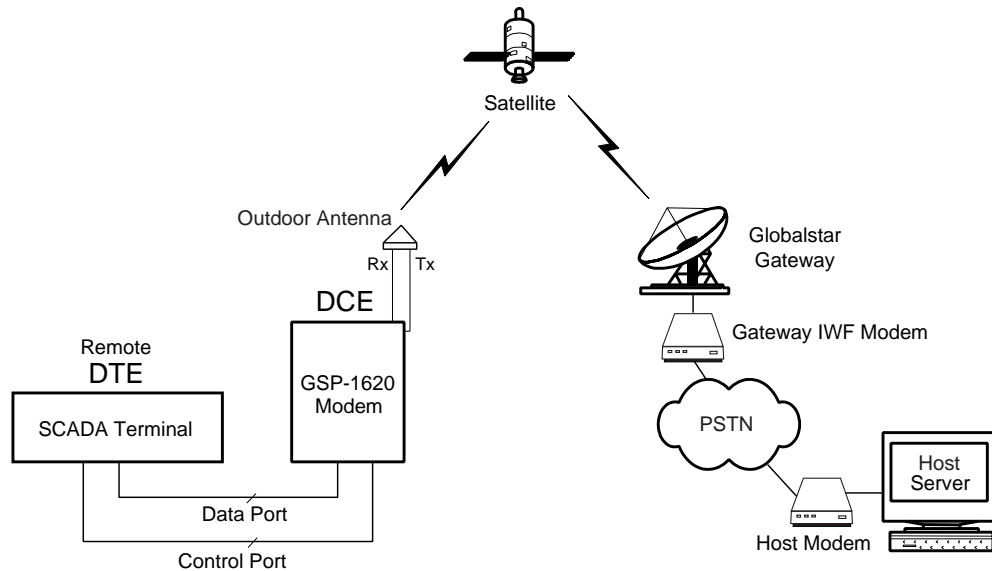 Satellite
Outdoor Antenna
Rx Tx
DCE
GSP-1620
Modem
Remote
DTE
SCADA Terminal
Data Port
Control Port
Globalstar
Gateway
Gateway IWF Modem
PSTN
Host
Server
Host Modem